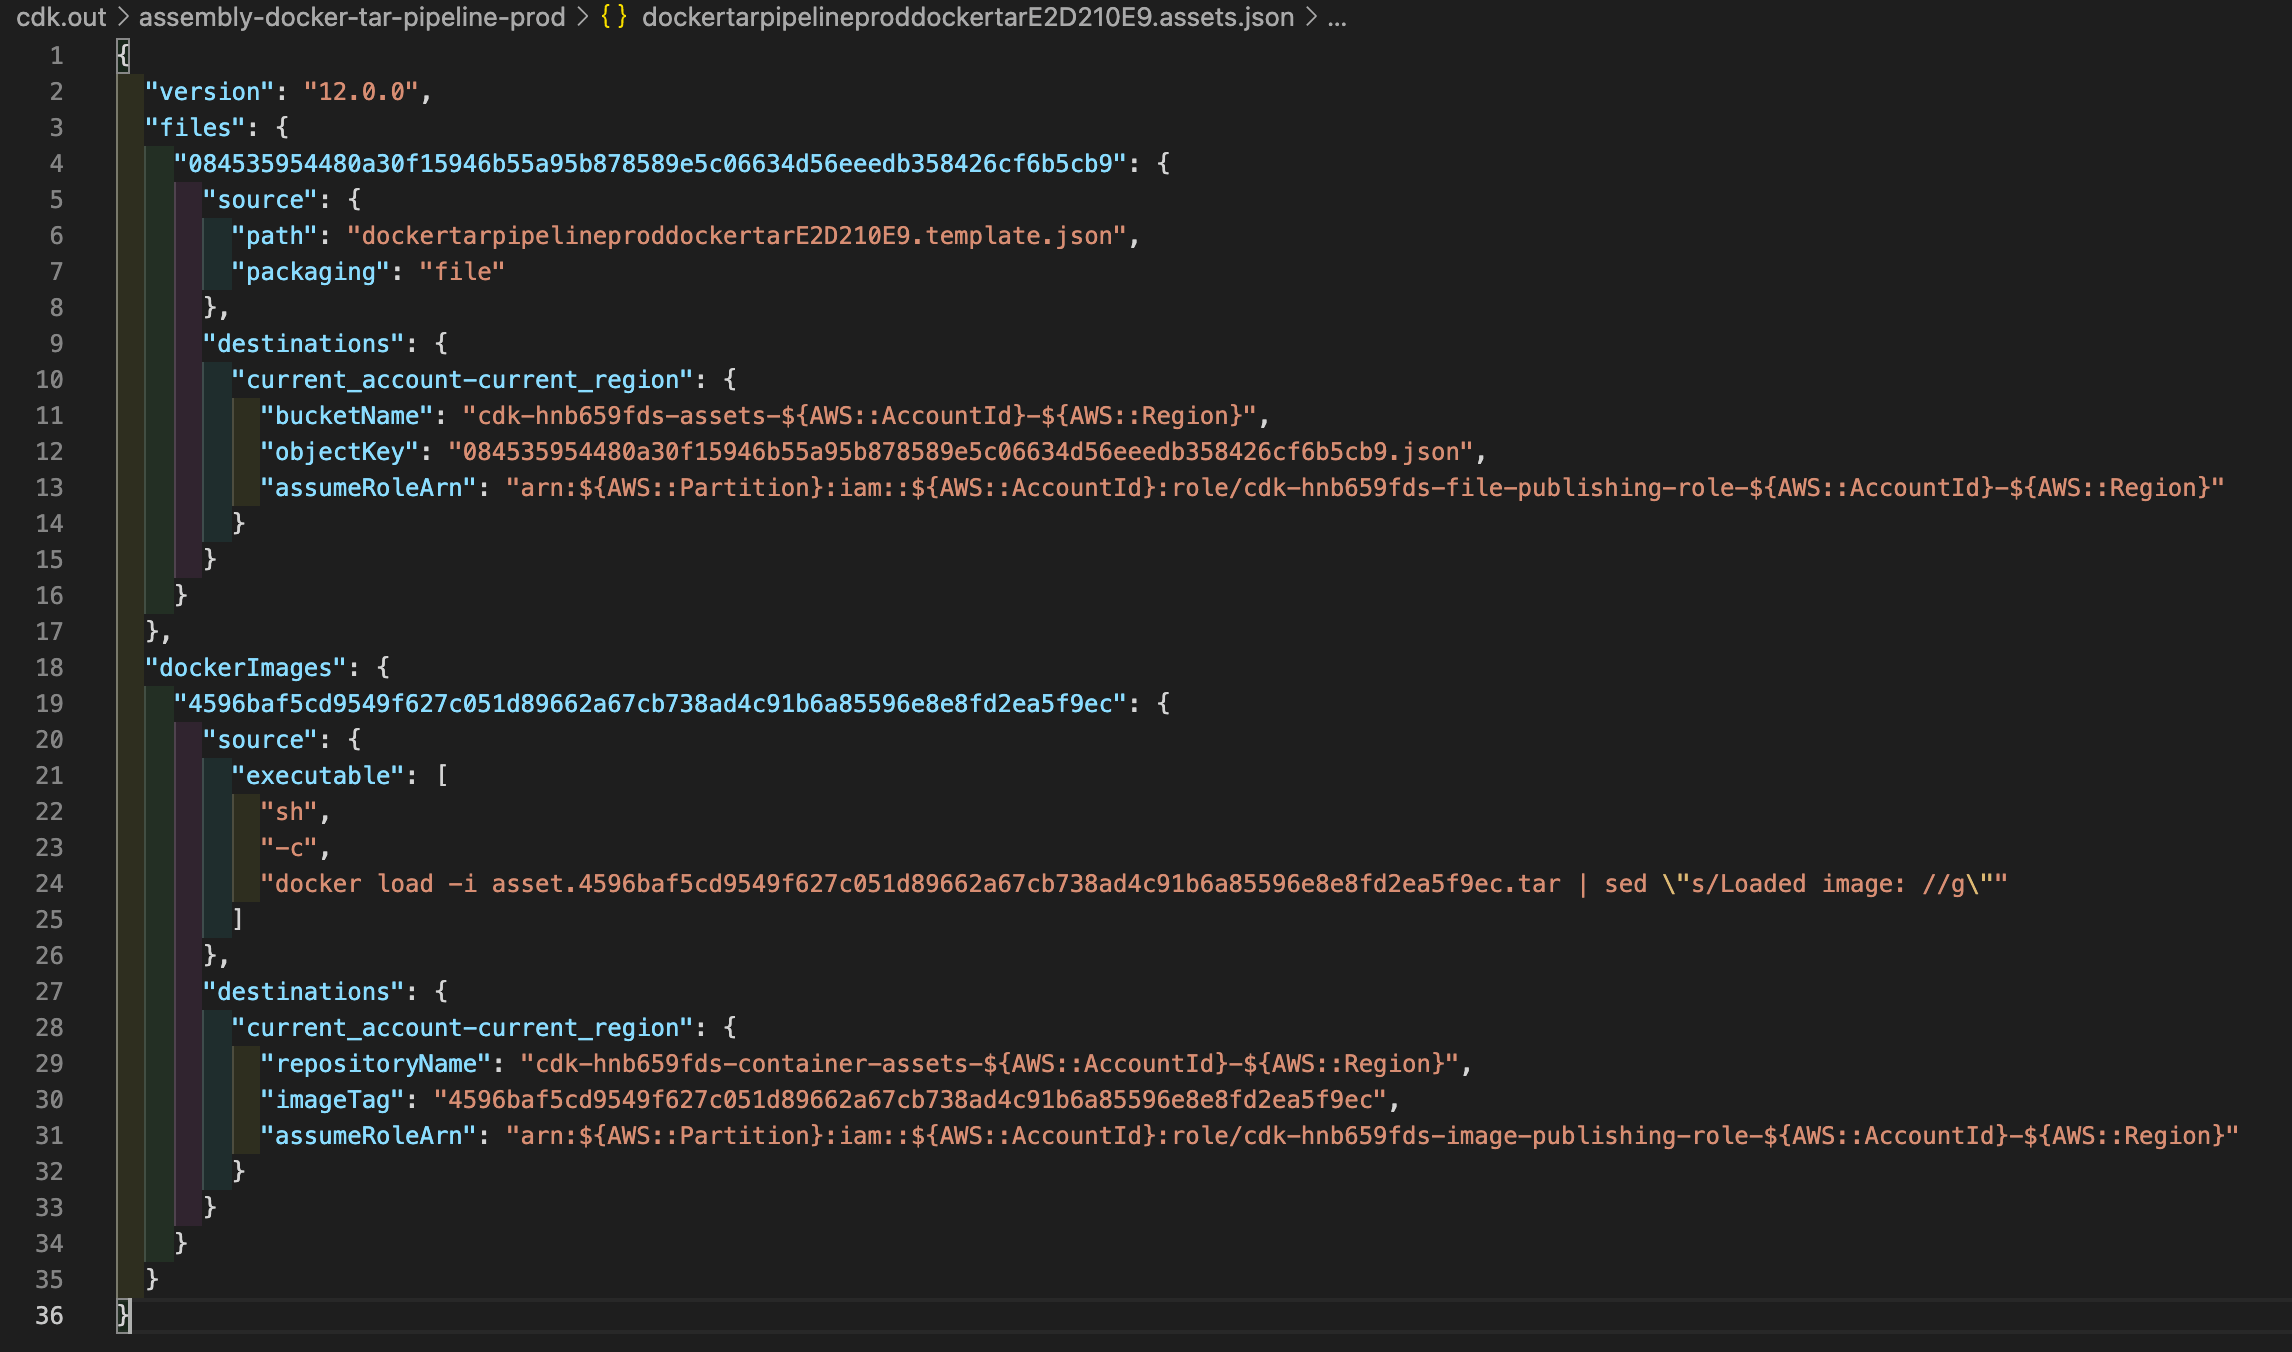 cdk.out > assembly-docker-tar-pipeline-prod > {} dockertarpipelineproddockertarE2D210E9.assets.json > ...
1 {
2 "version": "12.0.0",
3 "files": {
4 "084535954480a30f15946b55a95b878589e5c06634d56eeedb358426cf6b5cb9": {
5 "source": {
6 "path": "dockertarpipelineproddockertarE2D210E9.template.json",
7 "packaging": "file"
8 },
9 "destinations": {
10 "current_account-current_region": {
11 "bucketName": "cdk-hnb659fds-assets-${AWS::AccountId}-${AWS::Region}",
12 "objectKey": "084535954480a30f15946b55a95b878589e5c06634d56eeedb358426cf6b5cb9.json",
13 "assumeRoleArn": "arn:${AWS::Partition}:iam::${AWS::AccountId}:role/cdk-hnb659fds-file-publishing-role-${AWS::AccountId}-${AWS::Region}"
14 }
15 }
16 }
17 },
18 "dockerImages": {
19 "4596baf5cd9549f627c051d89662a67cb738ad4c91b6a85596e8e8fd2ea5f9ec": {
20 "source": {
21 "executable": [
22 "sh",
23 "-c",
24 "docker load -i asset.4596baf5cd9549f627c051d89662a67cb738ad4c91b6a85596e8e8fd2ea5f9ec.tar | sed \"s/Loaded image: //g\""
25 ]
26 },
27 "destinations": {
28 "current_account-current_region": {
29 "repositoryName": "cdk-hnb659fds-container-assets-${AWS::AccountId}-${AWS::Region}",
30 "imageTag": "4596baf5cd9549f627c051d89662a67cb738ad4c91b6a85596e8e8fd2ea5f9ec",
31 "assumeRoleArn": "arn:${AWS::Partition}:iam::${AWS::AccountId}:role/cdk-hnb659fds-image-publishing-role-${AWS::AccountId}-${AWS::Region}"
32 }
33 }
34 }
35 }
36 }